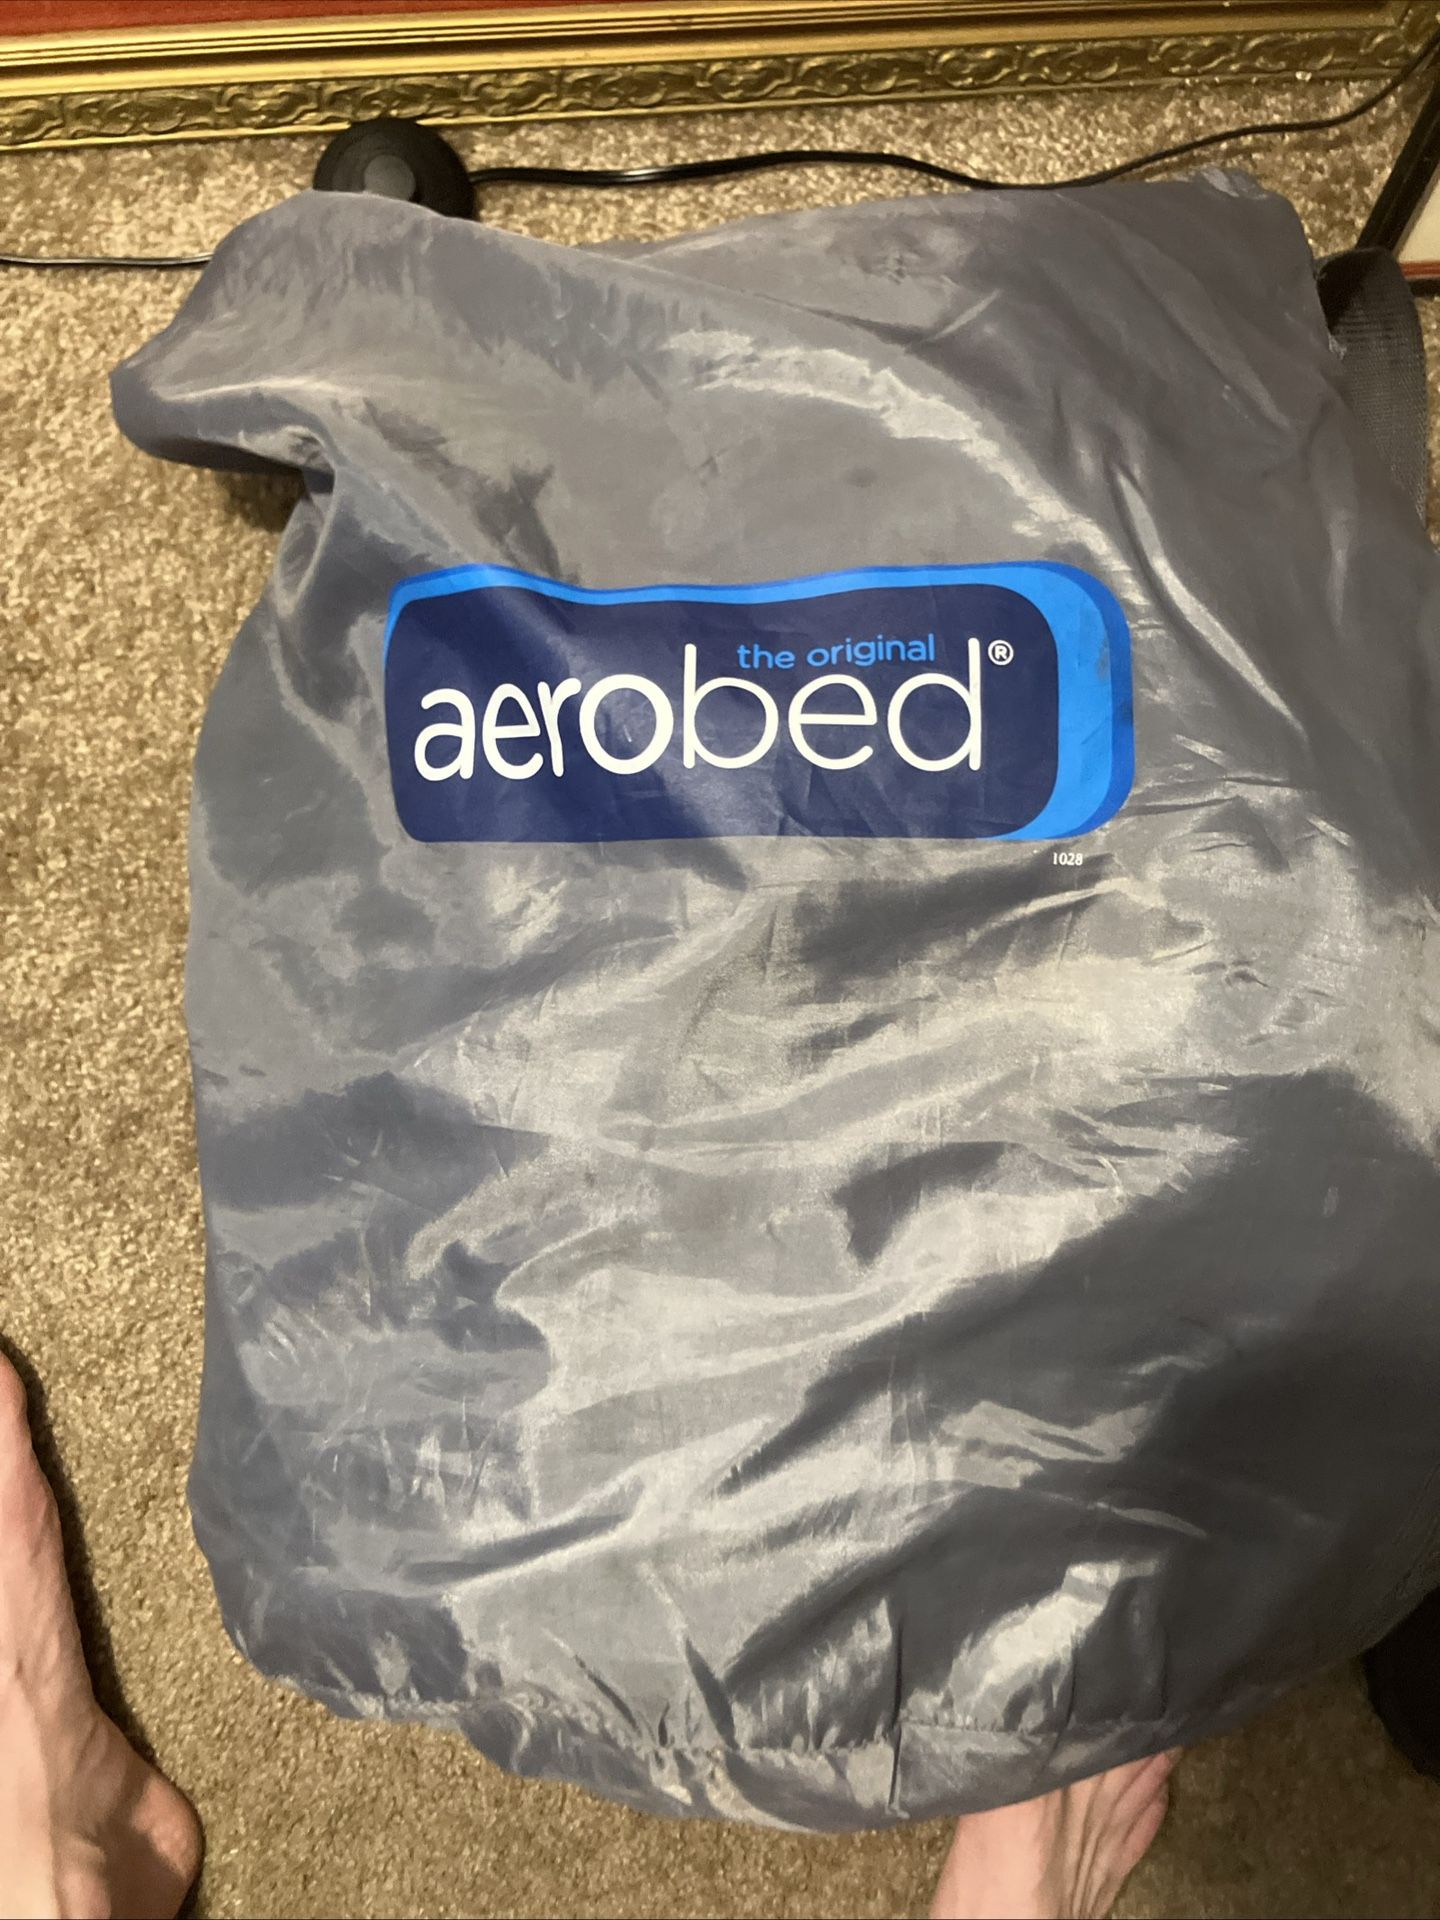 the original
aerobed®
1028